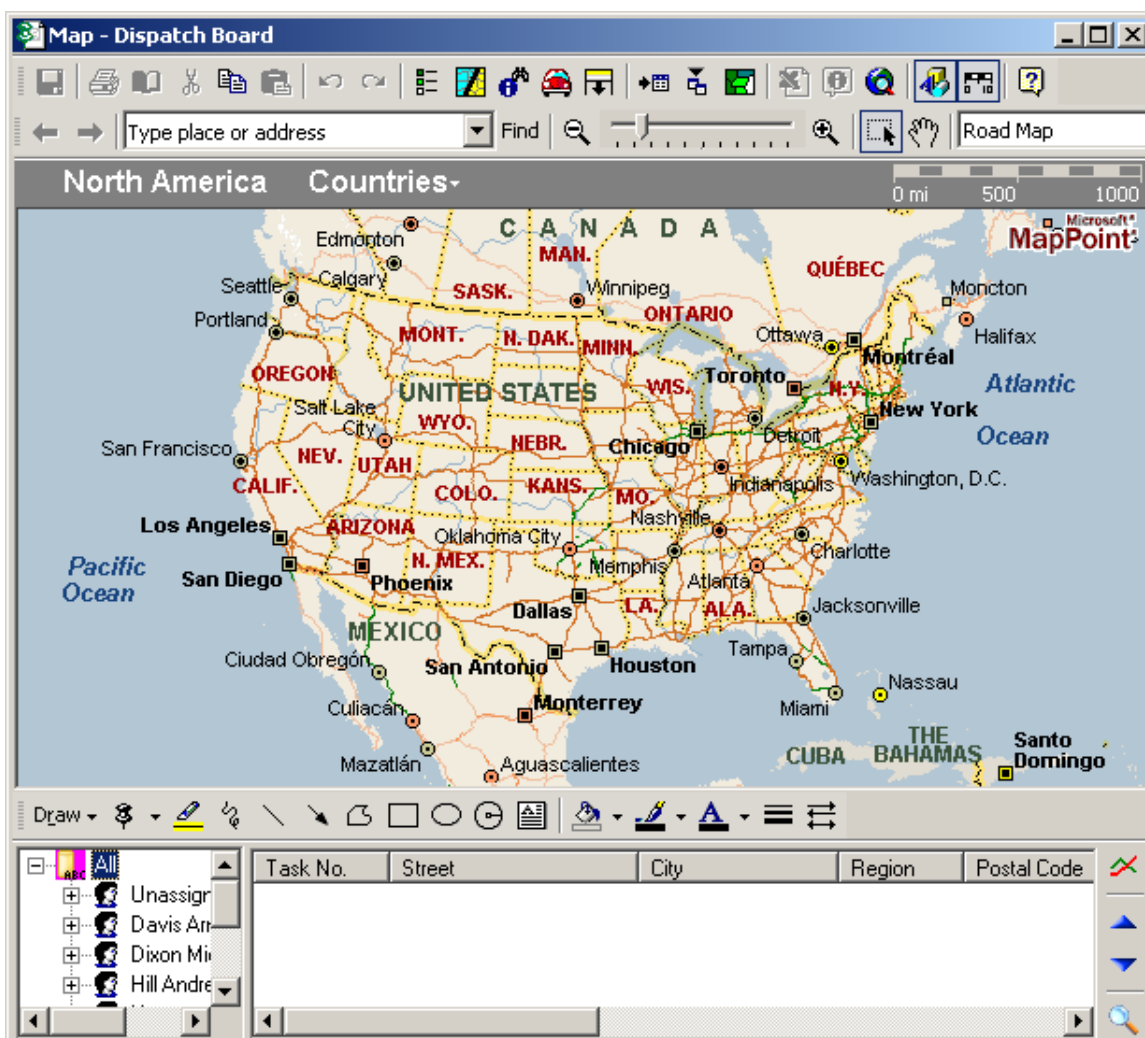 Map - Dispatch Board
Type place or address
Find
Road Map
North America Countries
0 mi 500 1000
Microsoft
MapPoint
CANADA
Edmonton
MAN.
QUÉBEC
Calgary
Seattle
SASK.
Winnipeg
Moncton
Portland
ONTARIO
MONT.
N. DAK.
MINN.
Ottawa
Halifax
Montréal
OREGON
UNITED STATES
WIS.
Toronto
N.Y.
Atlantic
Ocean
Salt Lake
City
WYO.
New York
San Francisco
NEV.
UTAH
NEBR.
Chicago
Detroit
CALIF.
COLO.
KANS.
MO.
Indianapolis
Washington, D.C.
Los Angeles
ARIZONA
Oklahoma City
Nashville
Charlotte
Pacific
Ocean
San Diego
Phoenix
N. MEX.
Memphis
Atlanta
Dallas
LA.
ALA.
Jacksonville
MEXICO
Ciudad Obregón
San Antonio
Houston
Tampa
Nassau
Culiacán
Monterrey
Miami
Mazatlán
Aguascalientes
CUBA
THE
BAHAMAS
Santo
Domingo
Draw
ABC
All
Task No. Street City Region Postal Code
Unassigr
Davis Arr
Dixon Mi
Hill Andre